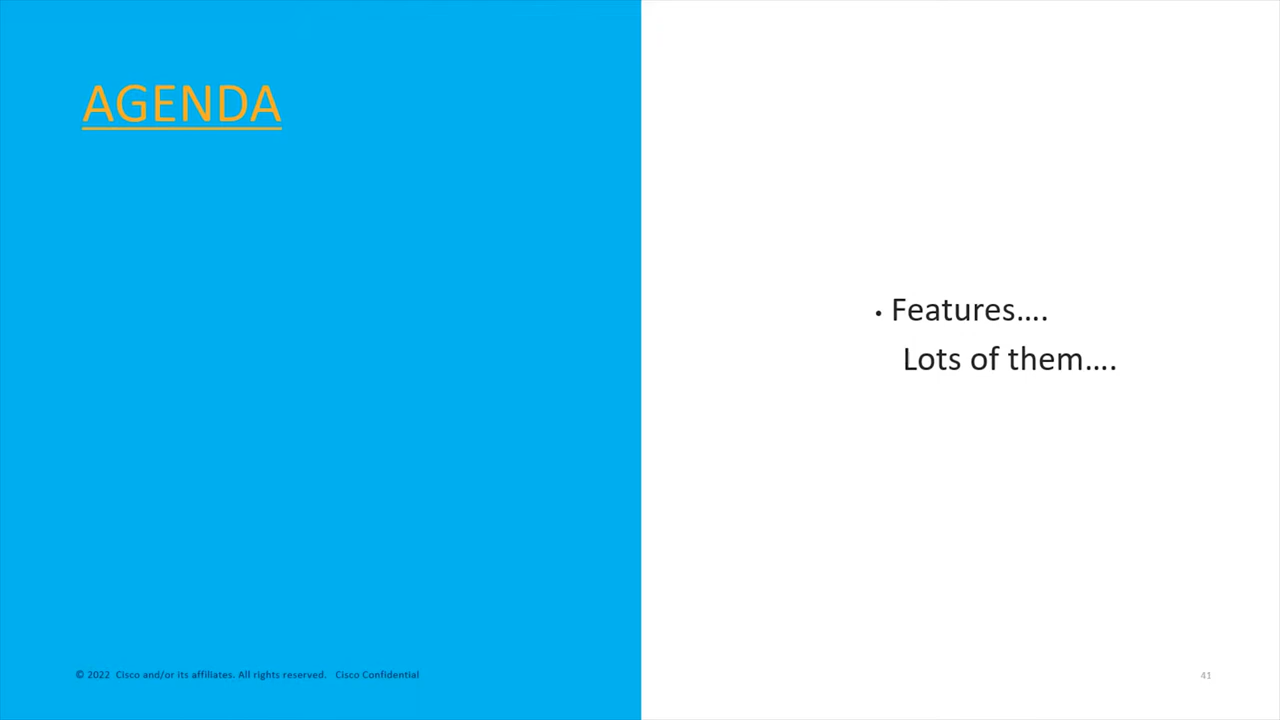 AGENDA
• Features....
Lots of them....
© 2022 Cisco and/or its affiliates. All rights reserved. Cisco Confidential
41